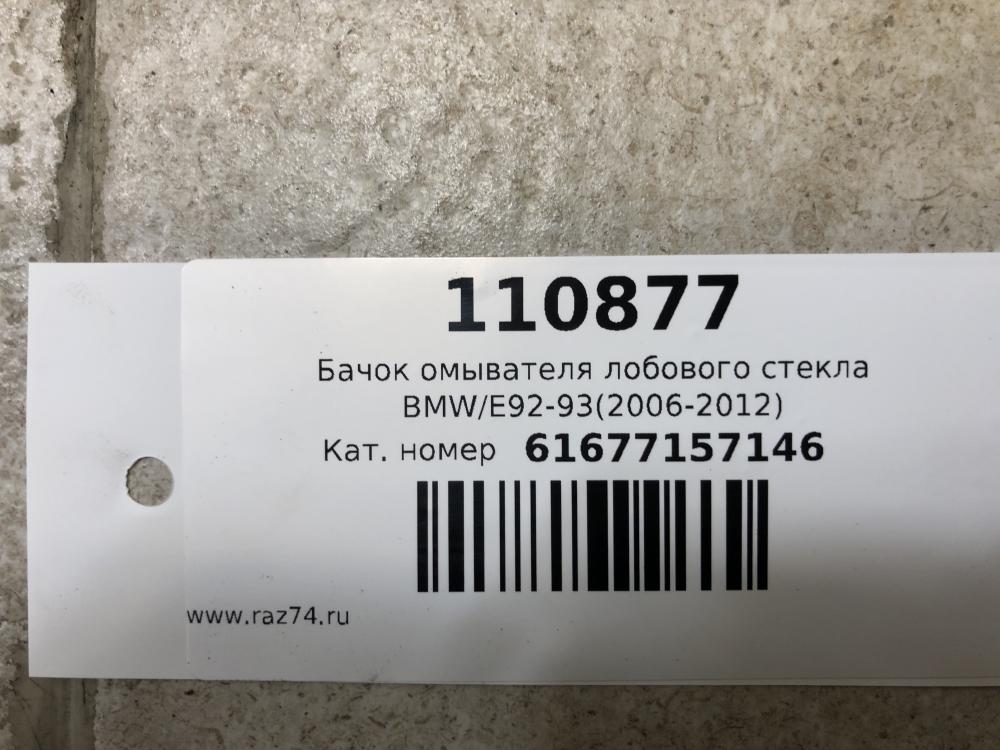 110877
Бачок омывателя лобового стекла
BMW/E92-93(2006-2012)
Кат. номер 61677157146
www.raz74.ru